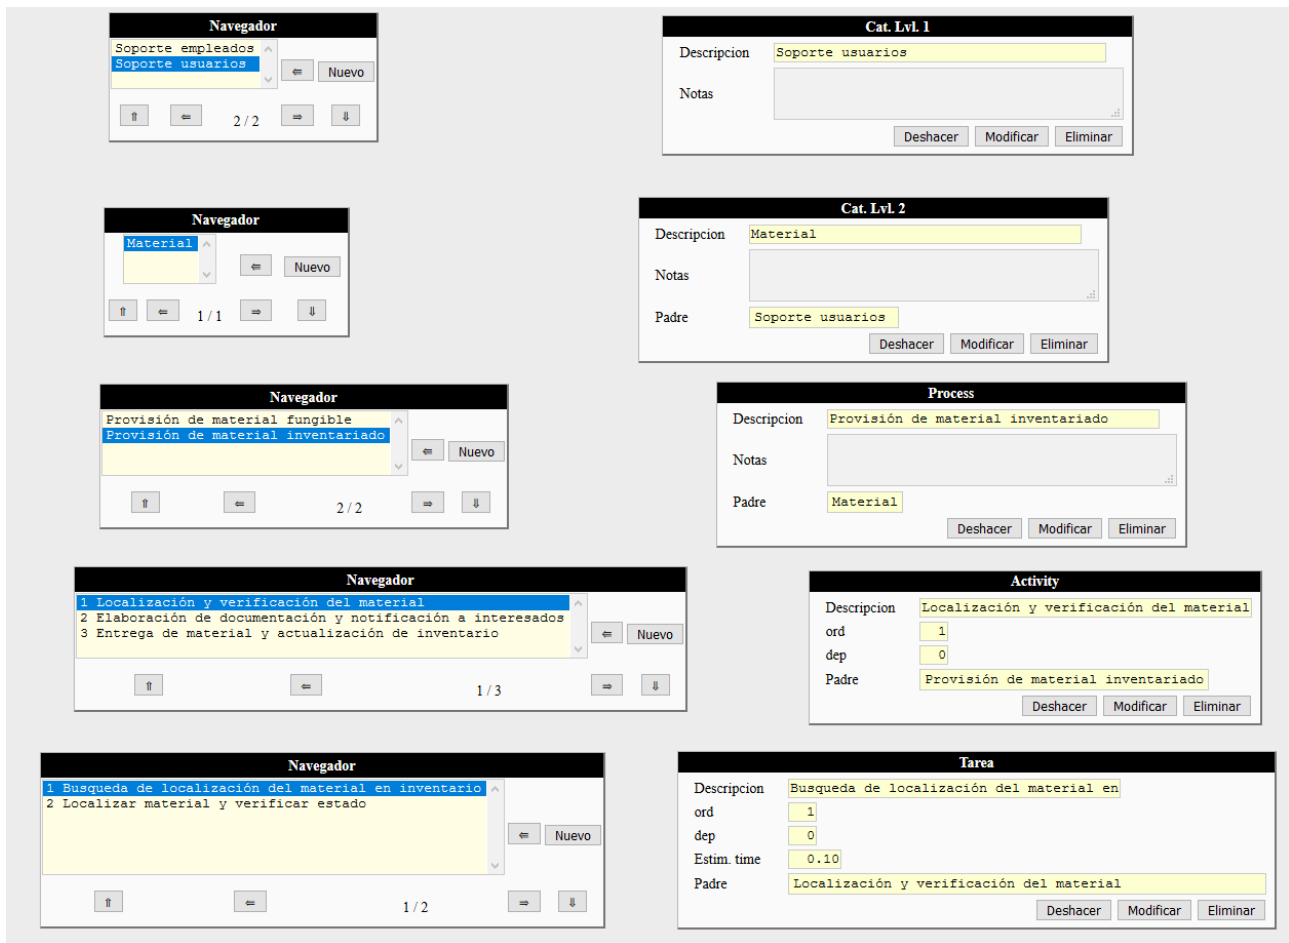 Navegador
Soporte empleados
Soporte usuarios
⇐ Nuevo
⇑ ⇐ 2 / 2 ⇒ ⇓
Cat. Lvl. 1
Descripcion Soporte usuarios
Notas
Deshacer Modificar Eliminar
Navegador
Material
⇐ Nuevo
⇑ ⇐ 1 / 1 ⇒ ⇓
Cat. Lvl. 2
Descripcion Material
Notas
Padre Soporte usuarios
Deshacer Modificar Eliminar
Navegador
Provisión de material fungible
Provisión de material inventariado
⇐ Nuevo
⇑ ⇐ 2 / 2 ⇒ ⇓
Process
Descripcion Provisión de material inventariado
Notas
Padre Material
Deshacer Modificar Eliminar
Navegador
1 Localización y verificación del material
2 Elaboración de documentación y notificación a interesados
3 Entrega de material y actualización de inventario
⇐ Nuevo
⇑ ⇐ 1 / 3 ⇒ ⇓
Activity
Descripcion Localización y verificación del material
ord 1
dep 0
Padre Provisión de material inventariado
Deshacer Modificar Eliminar
Navegador
1 Busqueda de localización del material en inventario
2 Localizar material y verificar estado
⇐ Nuevo
⇑ ⇐ 1 / 2 ⇒ ⇓
Tarea
Descripcion Busqueda de localización del material en
ord 1
dep 0
Estim. time 0.10
Padre Localización y verificación del material
Deshacer Modificar Eliminar